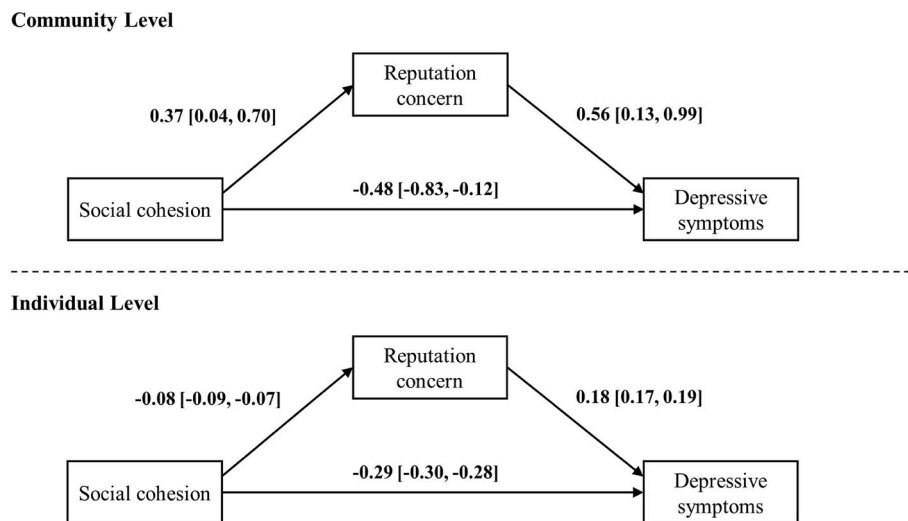 Community Level
Reputation
concern
0.37 [0.04, 0.70]
0.56 [0.13, 0.99]
-0.48 [-0.83, -0.12]
Social cohesion
Depressive
symptoms
Individual Level
Reputation
concern
-0.08 [-0.09, -0.07]
0.18 [0.17, 0.19]
-0.29 [-0.30, -0.28]
Social cohesion
Depressive
symptoms